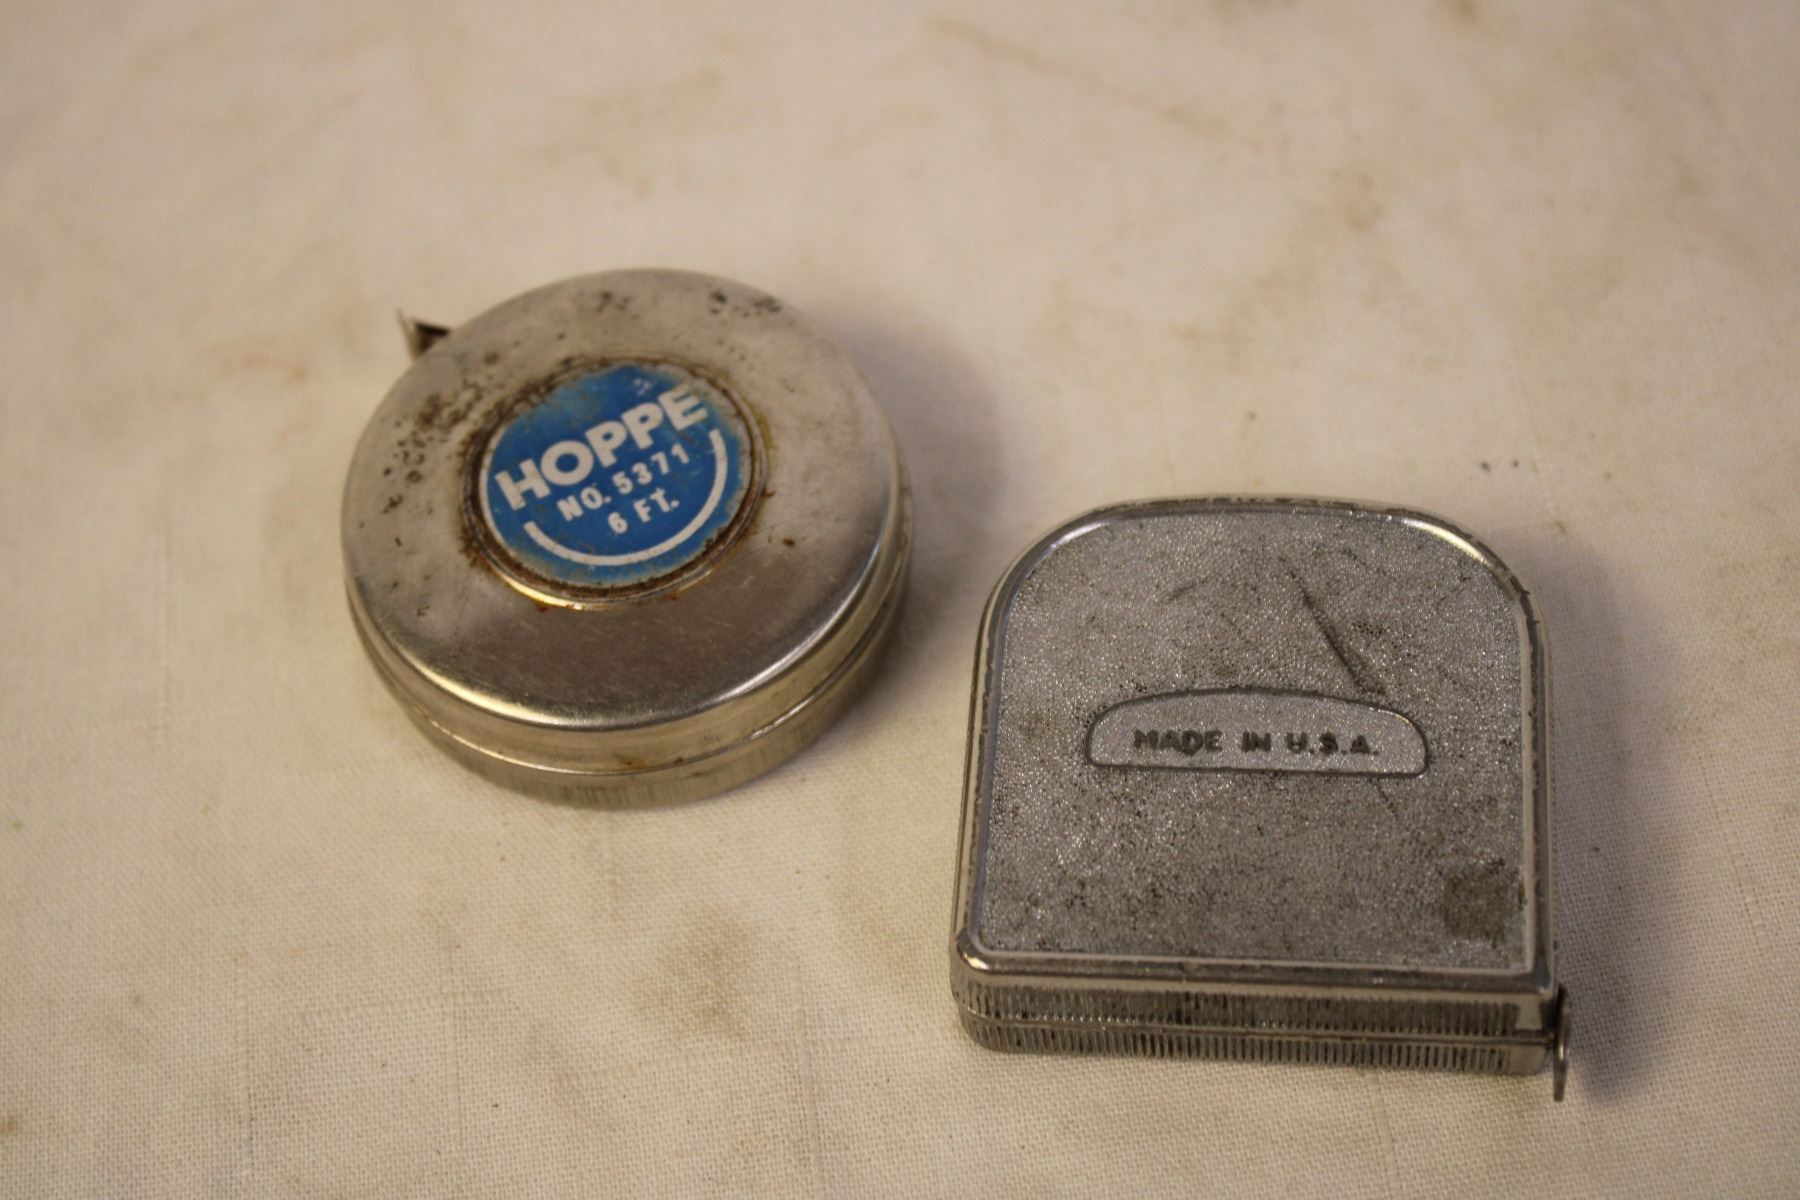 HOPPE
NO. 5371
6 FT.
MADE IN U.S.A.